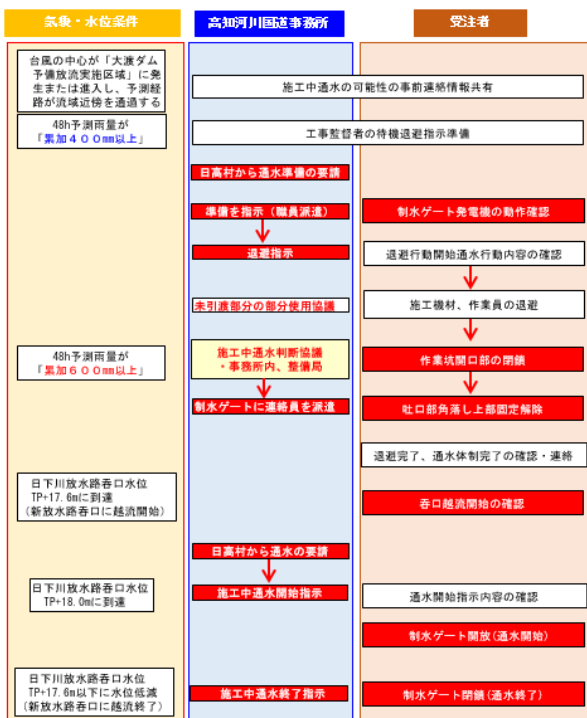 気象・水位条件
高知河川国道事務所
受注者
台風の中心が「大渡ダム
予備放流実施区域」に発
生または進入し、予測経
路が流域近傍を通過する
施工中通水の可能性の事前連絡情報共有
48h予測雨量が
「累加４００mm以上」
工事監督者の待機退避指示準備
日高村から通水準備の要請
準備を指示（職員派遣）
制水ゲート発電機の動作確認
退避指示
退避行動開始通水行動内容の確認
未引渡部分の部分使用協議
施工機材、作業員の退避
48h予測雨量が
「累加６００mm以上」
施工中通水判断協議
・事務所内、整備局
作業坑開口部の閉鎖
制水ゲートに連絡員を派遣
吐口部角落し上部固定解除
退避完了、通水体制完了の確認・連絡
日下川放水路呑口水位
TP+17.6mに到達
(新放水路呑口に越流開始)
呑口越流開始の確認
日高村から通水の要請
日下川放水路呑口水位
TP+18.0mに到達
施工中通水開始指示
通水開始指示内容の確認
制水ゲート開放(通水開始)
日下川放水路呑口水位
TP+17.6m以下に水位低減
(新放水路呑口に越流終了)
施工中通水終了指示
制水ゲート閉鎖(通水終了)